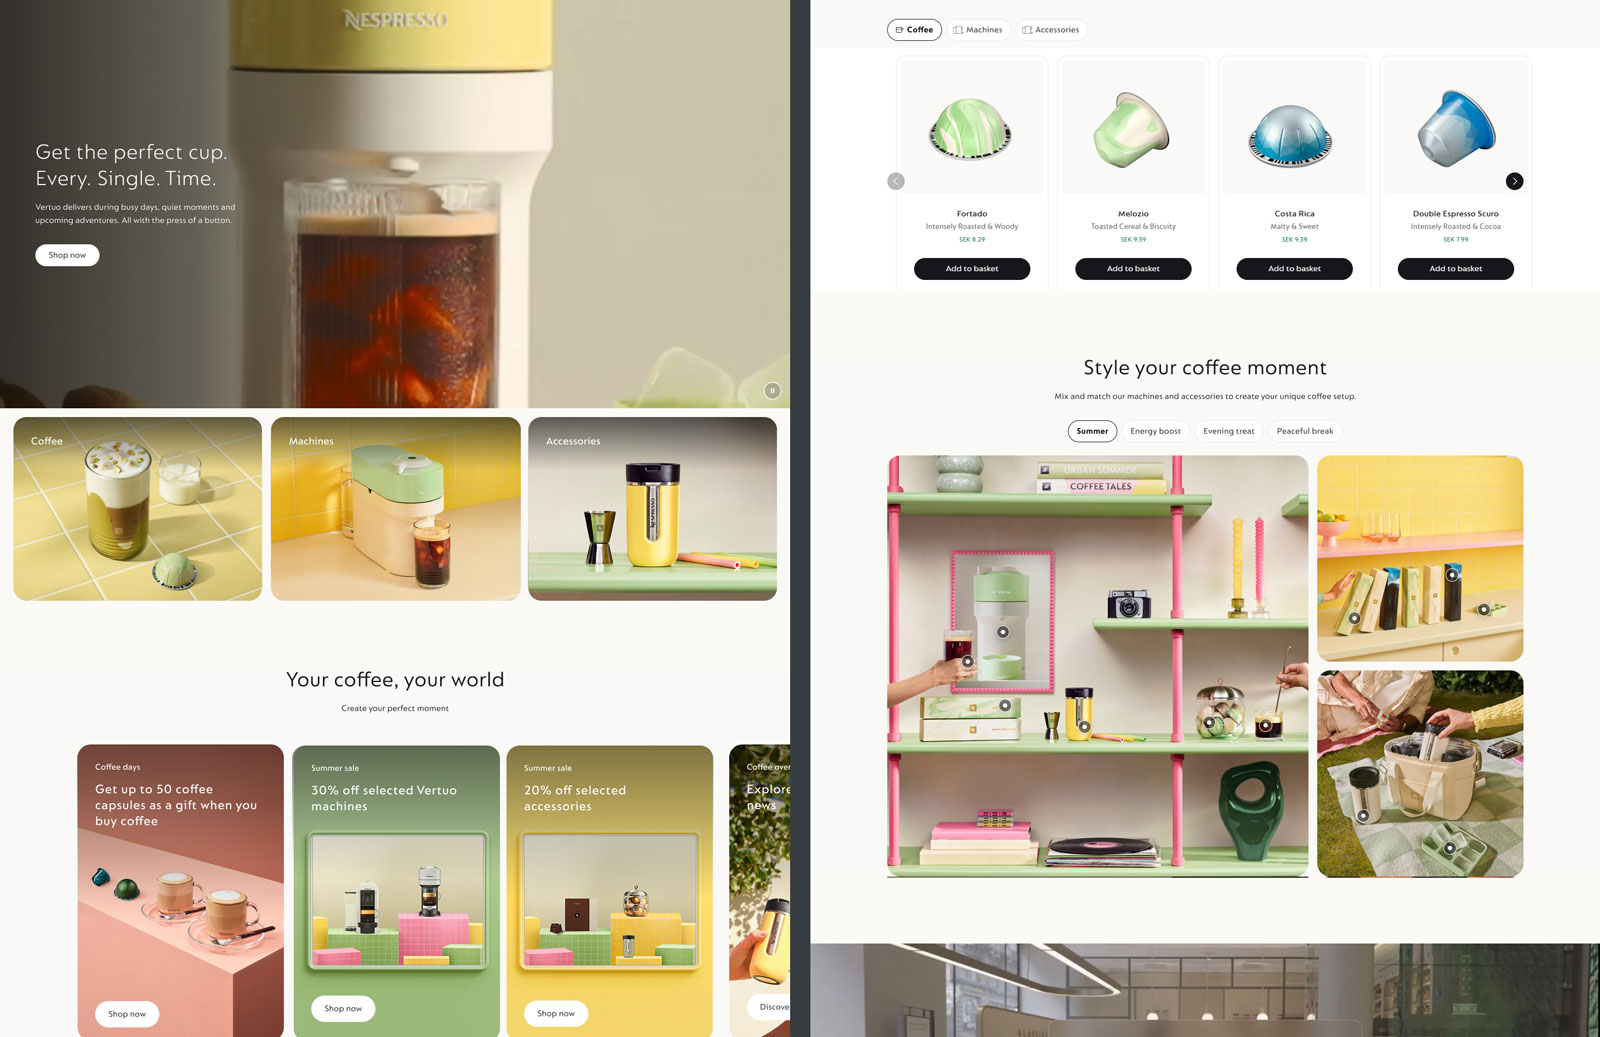 NESPRESSO
Get the perfect cup.
Every. Single. Time.
Vertuo delivers during busy days, quiet moments and
upcoming adventures. All with the press of a button.
Shop now
Coffee
Machines
Accessories
NESPRESSO
Your coffee, your world
Create your perfect moment
Coffee days
Get up to 50 coffee
capsules as a gift when you
buy coffee
Shop now
Summer sale
30% off selected Vertuo
machines
Shop now
Summer sale
20% off selected
accessories
Shop now
Coffee over
Explore
news
Discove
Coffee
Machines
Accessories
Fortado
Intensely Roasted & Woody
SEK 8.29
Add to basket
Melozio
Toasted Cereal & Biscuity
SEK 9.39
Add to basket
Costa Rica
Malty & Sweet
SEK 9.39
Add to basket
Double Espresso Scuro
Intensely Roasted & Cocoa
SEK 7.99
Add to basket
Style your coffee moment
Mix and match our machines and accessories to create your unique coffee setup.
Summer
Energy boost
Evening treat
Peaceful break
URBAN SUMMER
COFFEE TALES